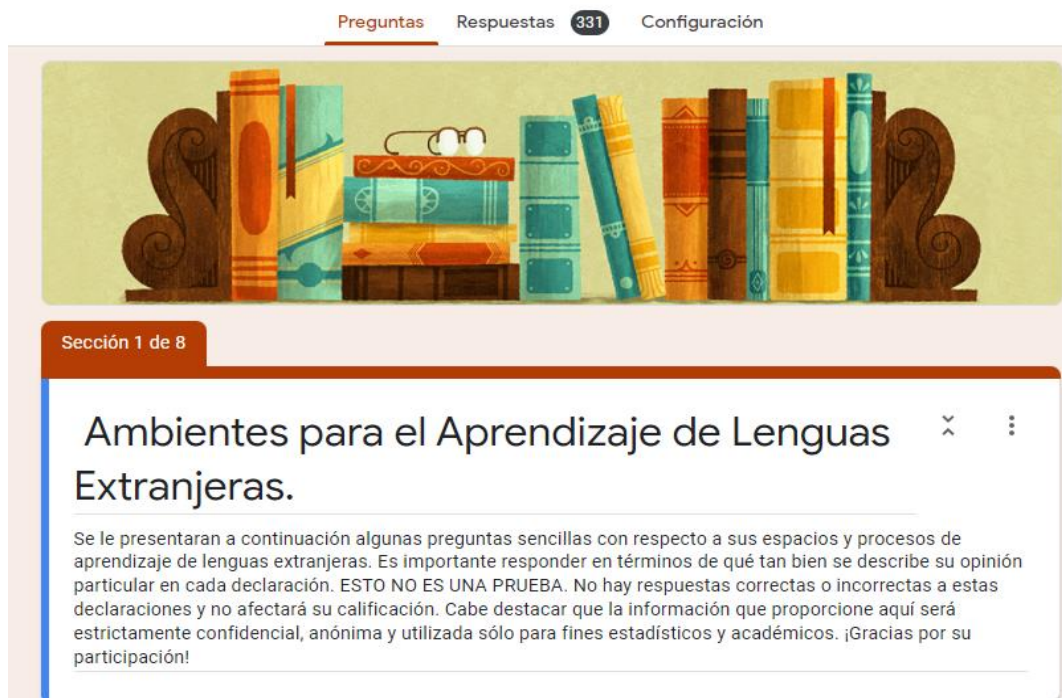 Preguntas Respuestas 331 Configuración
Sección 1 de 8
Ambientes para el Aprendizaje de Lenguas
Extranjeras.
Se le presentaran a continuación algunas preguntas sencillas con respecto a sus espacios y procesos de
aprendizaje de lenguas extranjeras. Es importante responder en términos de qué tan bien se describe su opinión
particular en cada declaración. ESTO NO ES UNA PRUEBA. No hay respuestas correctas o incorrectas a estas
declaraciones y no afectará su calificación. Cabe destacar que la información que proporcione aquí será
estrictamente confidencial, anónima y utilizada sólo para fines estadísticos y académicos. ¡Gracias por su
participación!